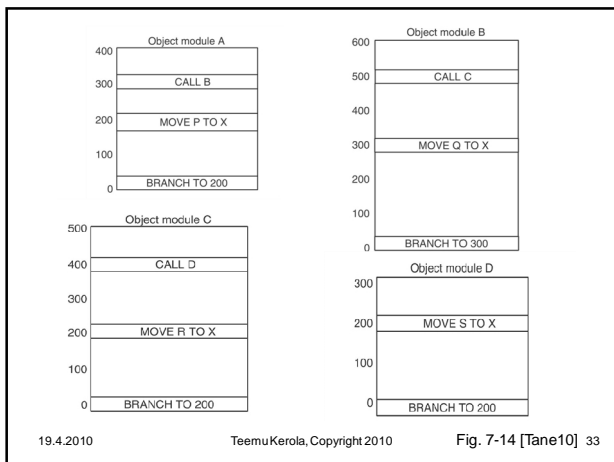 Object module A
400
300 CALL B
200 MOVE P TO X
100
0 BRANCH TO 200
Object module B
600
500 CALL C
400
300 MOVE Q TO X
200
100
0 BRANCH TO 300
Object module C
500
400 CALL D
300
200 MOVE R TO X
100
0 BRANCH TO 200
Object module D
300
200 MOVE S TO X
100
0 BRANCH TO 200
19.4.2010 Teemu Kerola, Copyright 2010 Fig. 7-14 [Tane10] 33